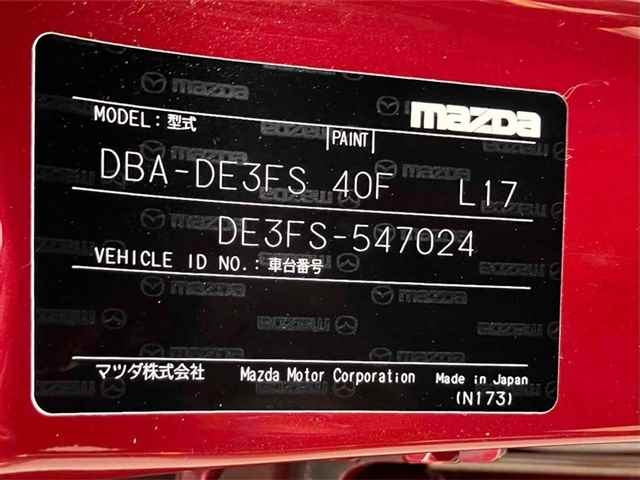 mazda
MODEL：型式
PAINT
DBA-DE3FS 40F L17
DE3FS-547024
VEHICLE ID NO.：車台番号
マツダ株式会社 Mazda Motor Corporation Made in Japan
(N173)